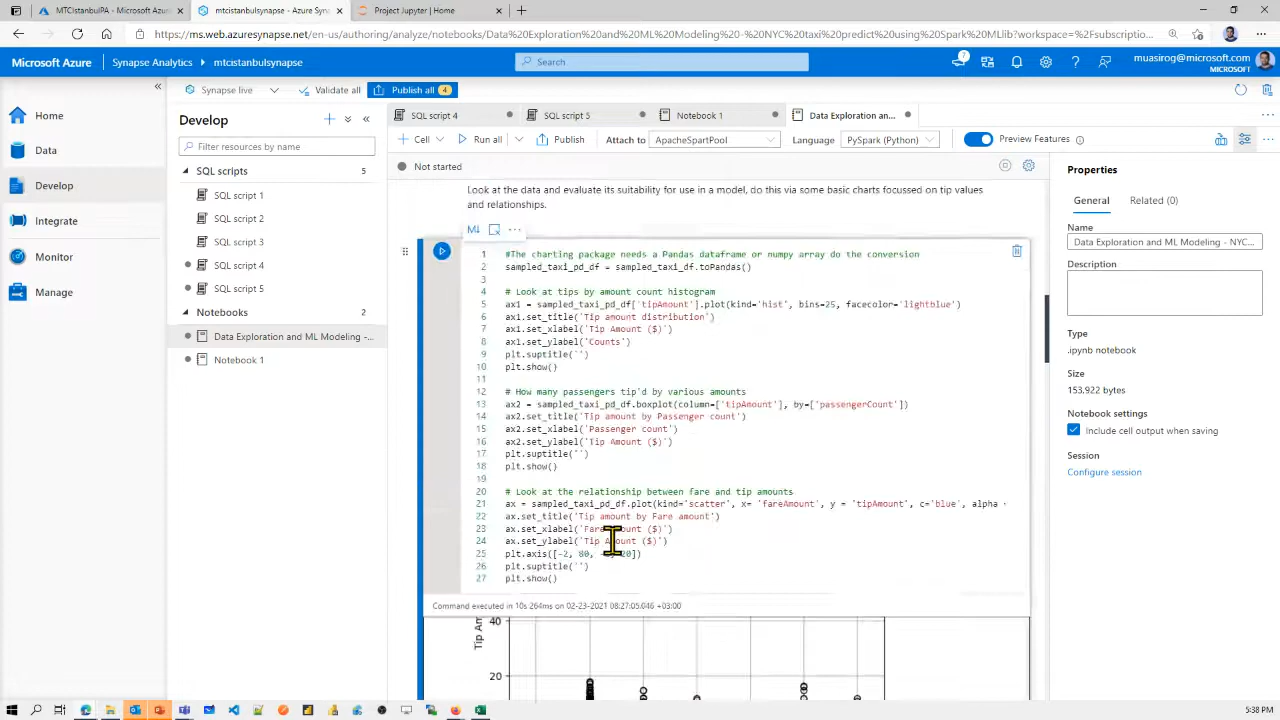 MTCIstanbulPA - Microsoft Azure
mtcistanbulsynapse - Azure Syna
Project Jupyter | Home
https://ms.web.azuresynapse.net/en-us/authoring/analyze/notebooks/Data%20Exploration%20and%20ML%20Modeling%20-%20NYC%20taxi%20predict%20using%20Spark%20MLlib?workspace=%2Fsubscriptio...
Microsoft Azure
Synapse Analytics
mtcistanbulsynapse
Search
7
muasirog@microsoft.com
MICROSOFT
Synapse live
Validate all
Publish all 4
Home
Data
Develop
Integrate
Monitor
Manage
Develop
Filter resources by name
SQL scripts 5
SQL script 1
SQL script 2
SQL script 3
SQL script 4
SQL script 5
Notebooks 2
Data Exploration and ML Modeling -...
Notebook 1
SQL script 4
SQL script 5
Notebook 1
Data Exploration an...
Cell
Run all
Publish
Attach to
ApacheSpartPool
Language
PySpark (Python)
Preview Features
Not started
Look at the data and evaluate its suitability for use in a model, do this via some basic charts focussed on tip values
and relationships.
1 #The charting package needs a Pandas dataframe or numpy array do the conversion
2 sampled_taxi_pd_df = sampled_taxi_df.toPandas()
3
4 # Look at tips by amount count histogram
5 ax1 = sampled_taxi_pd_df['tipAmount'].plot(kind='hist', bins=25, facecolor='lightblue')
6 ax1.set_title('Tip amount distribution')
7 ax1.set_xlabel('Tip Amount ($)')
8 ax1.set_ylabel('Counts')
9 plt.suptitle('')
10 plt.show()
11
12 # How many passengers tip'd by various amounts
13 ax2 = sampled_taxi_pd_df.boxplot(column=['tipAmount'], by=['passengerCount'])
14 ax2.set_title('Tip amount by Passenger count')
15 ax2.set_xlabel('Passenger count')
16 ax2.set_ylabel('Tip Amount ($)')
17 plt.suptitle('')
18 plt.show()
19
20 # Look at the relationship between fare and tip amounts
21 ax = sampled_taxi_pd_df.plot(kind='scatter', x= 'fareAmount', y = 'tipAmount', c='blue', alpha
22 ax.set_title('Tip amount by Fare amount')
23 ax.set_xlabel('Fare Amount ($)')
24 ax.set_ylabel('Tip Amount ($)')
25 plt.axis([-2, 80, 20])
26 plt.suptitle('')
27 plt.show()
Command executed in 10s 264ms on 02-23-2021 08:27:05.046 +03:00
40
20
Tip Am
Properties
General
Related (0)
Name
Data Exploration and ML Modeling - NYC...
Description
Type
.ipynb notebook
Size
153.922 bytes
Notebook settings
Include cell output when saving
Session
Configure session
5:38 PM